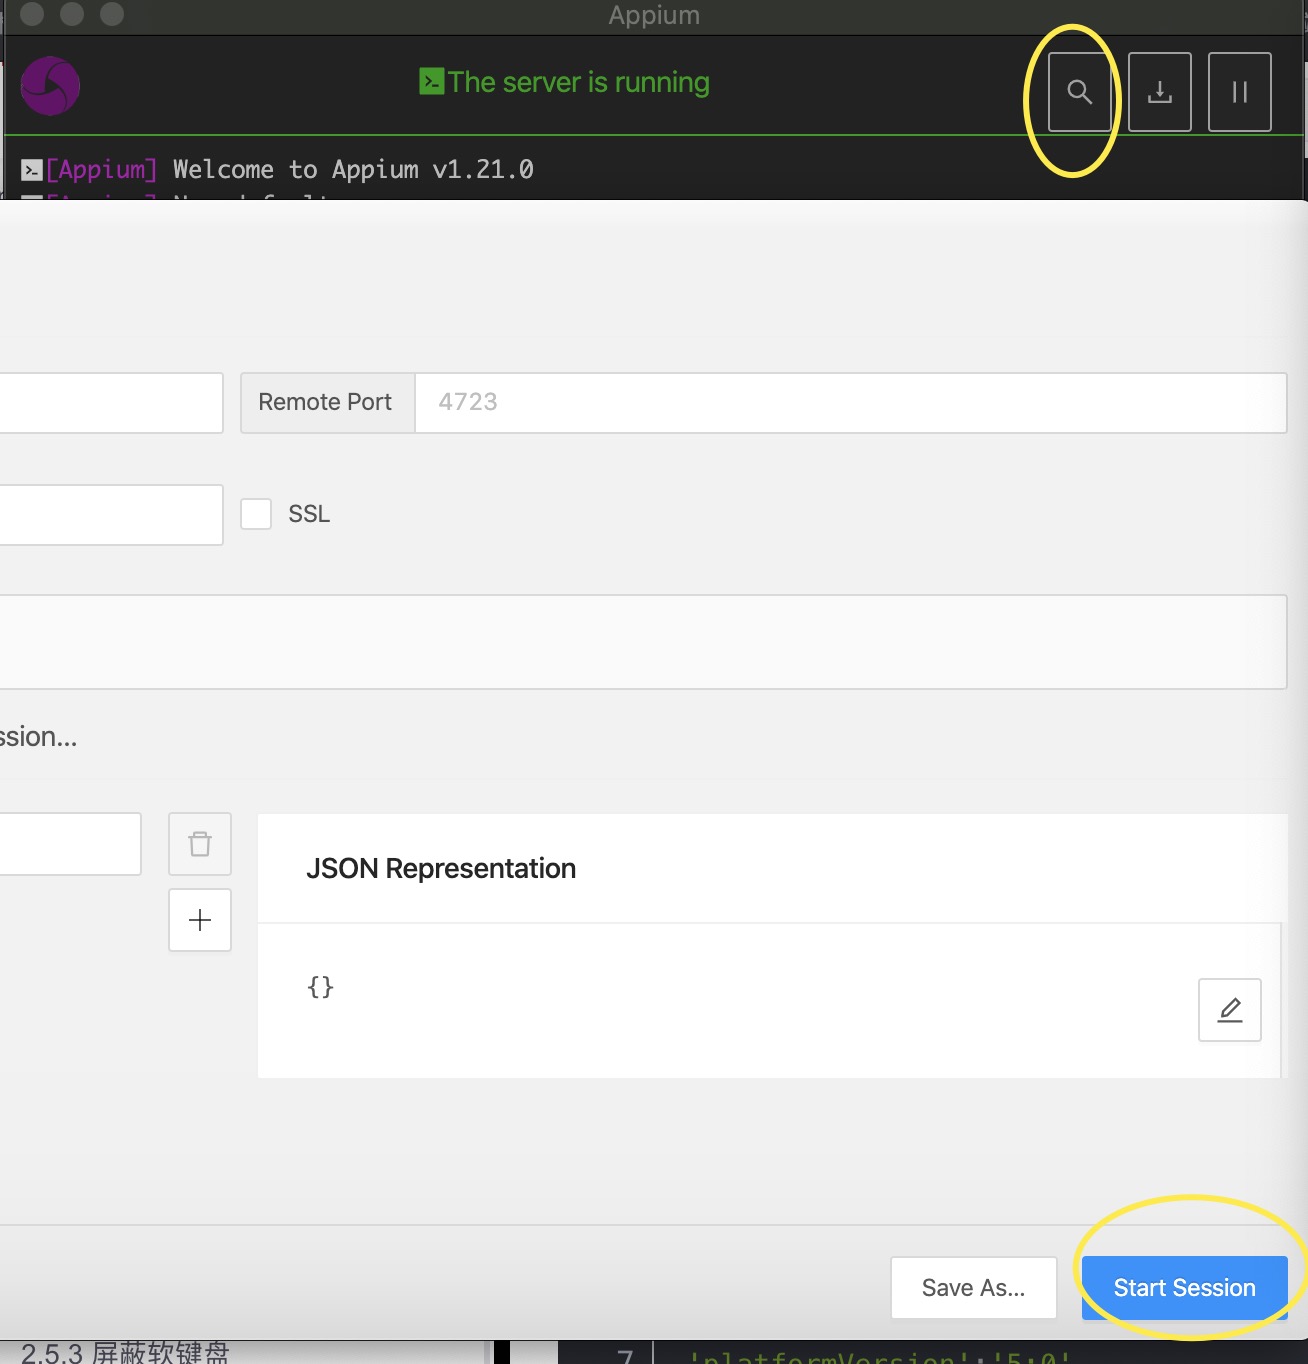 Appium
The server is running
[Appium] Welcome to Appium v1.21.0
Remote Port 4723
SSL
ssion...
JSON Representation
{}
Save As...
Start Session
2.5.3 屏蔽软键盘
7 'platformVersion':'5.0'